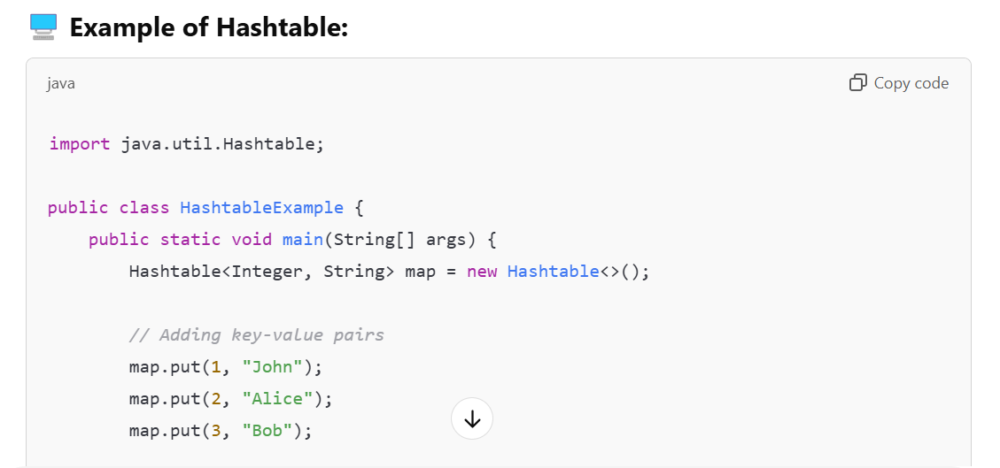 Example of Hashtable:
java
Copy code
import java.util.Hashtable;
public class HashtableExample {
public static void main(String[] args) {
Hashtable<Integer, String> map = new Hashtable<>();
// Adding key-value pairs
map.put(1, "John");
map.put(2, "Alice");
map.put(3, "Bob");